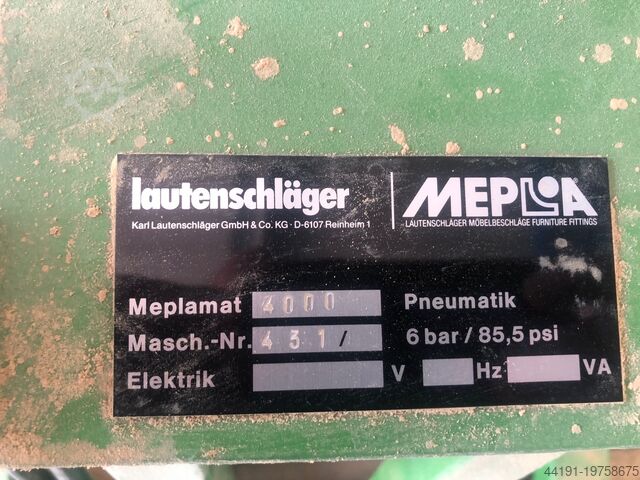 lautenschläger
Karl Lautenschläger GmbH & Co. KG · D-6107 Reinheim 1
MEPLA
LAUTENSCHLÄGER MÖBELBESCHLÄGE FURNITURE FITTINGS
Meplamat 4000 Pneumatik
Masch.-Nr. 431/ 6 bar / 85,5 psi
Elektrik V Hz VA
44191-19758675